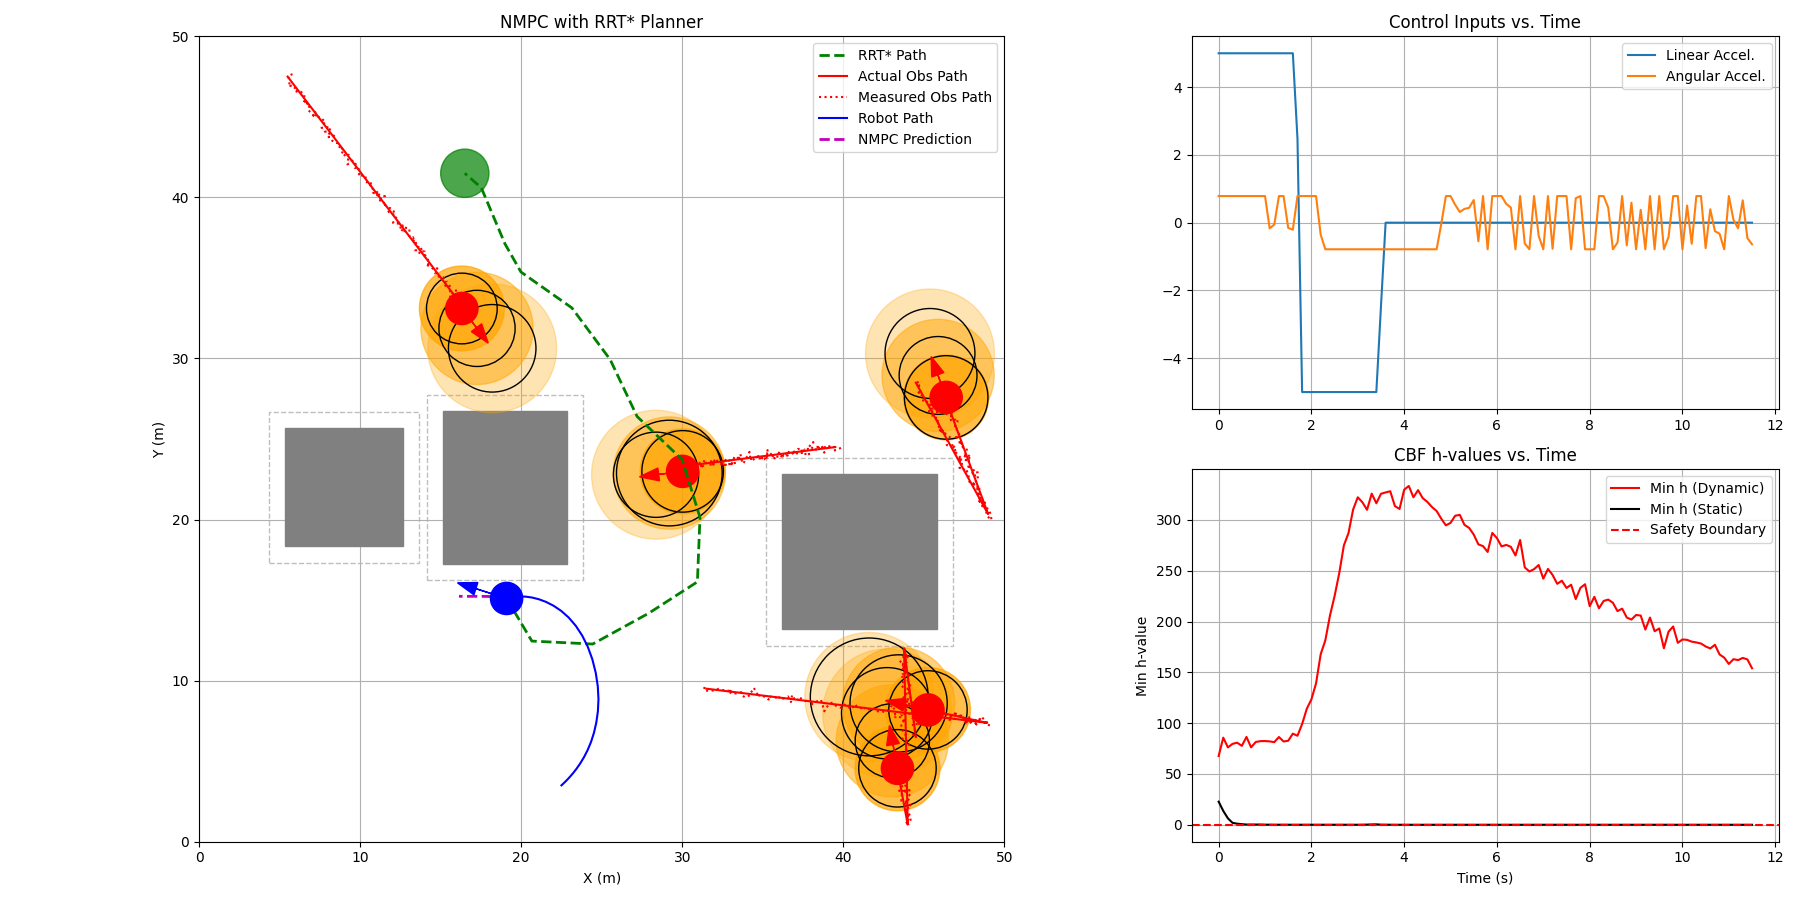 NMPC with RRT* Planner
RRT* Path
Actual Obs Path
Measured Obs Path
Robot Path
NMPC Prediction
50
40
30
20
10
0
Y (m)
0 10 20 30 40 50
X (m)
Control Inputs vs. Time
Linear Accel.
Angular Accel.
4
2
0
−2
−4
0 2 4 6 8 10 12
CBF h-values vs. Time
Min h (Dynamic)
Min h (Static)
Safety Boundary
300
250
200
150
100
50
0
Min h-value
0 2 4 6 8 10 12
Time (s)